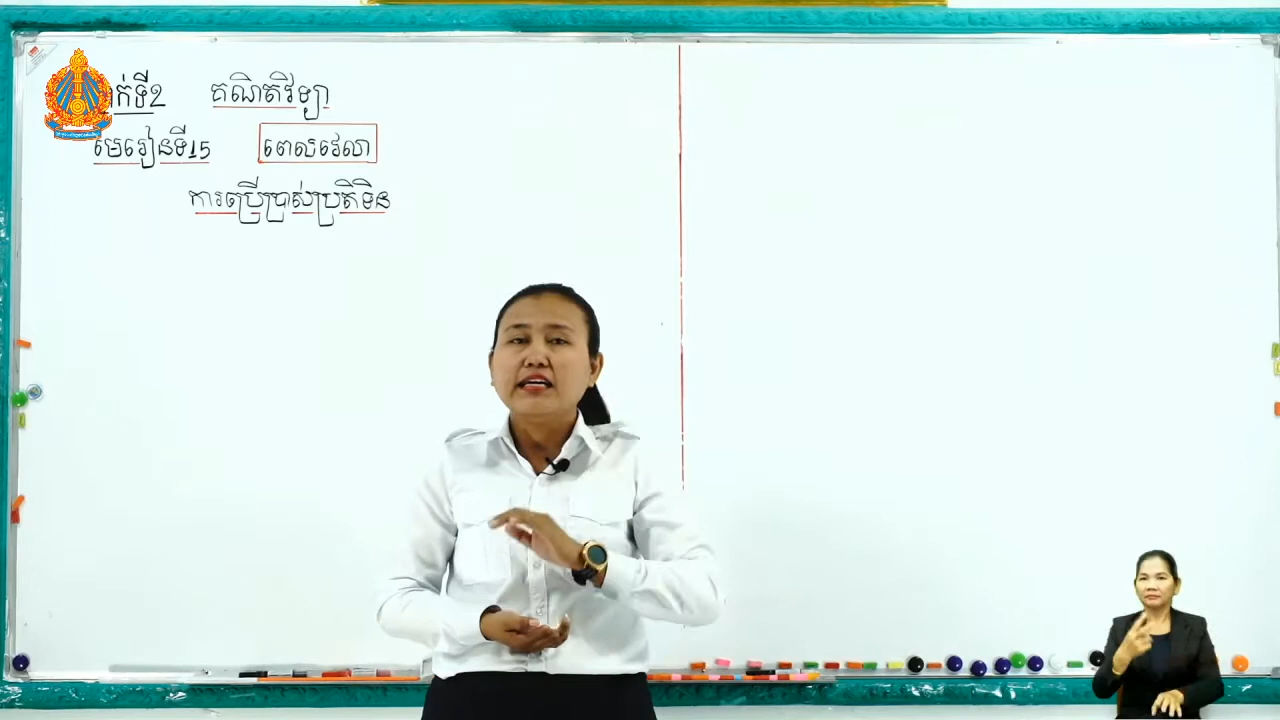 ថ្នាក់ទី2 គណិតវិទ្យា
មេរៀនទី15 ពេលវេលា
ការប្រើប្រាស់ប្រតិទិន